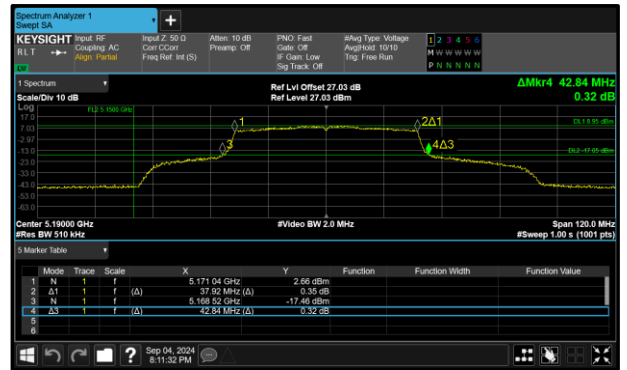 Spectrum Analyzer 1
Swept SA
+
KEYSIGHT Input: RF Input Z: 50 Ω Atten: 10 dB PNO: Fast #Avg Type: Voltage 1 2 3 4 5 6
RLT Coupling: AC Corr CCorr Preamp: Off Gate: Off Avg|Hold: 10/10 M W W W W W
Align: Partial Freq Ref: Int (S) IF Gain: Low Trig: Free Run
Sig Track: Off P N N N N N
LW
1 Spectrum Ref Lvl Offset 27.03 dB ΔMkr4 42.84 MHz
Scale/Div 10 dB Ref Level 27.03 dBm 0.32 dB
Log
17.0
7.03 1 2Δ1 DL1 8.95 dBm
-2.97
-13.0 3 4Δ3 DL2 -17.05 dBm
-23.0
-33.0
-43.0
-53.0
-63.0
Center 5.19000 GHz #Video BW 2.0 MHz Span 120.0 MHz
#Res BW 510 kHz #Sweep 1.00 s (1001 pts)
5 Marker Table
Mode Trace Scale X Y Function Function Width Function Value
1 N 1 f 5.171 04 GHz 2.66 dBm
2 Δ1 1 f (Δ) 37.92 MHz (Δ) 0.35 dB
3 N 1 f 5.168 52 GHz -17.46 dBm
4 Δ3 1 f (Δ) 42.84 MHz (Δ) 0.32 dB
5
6
? Sep 04, 2024
8:11:32 PM